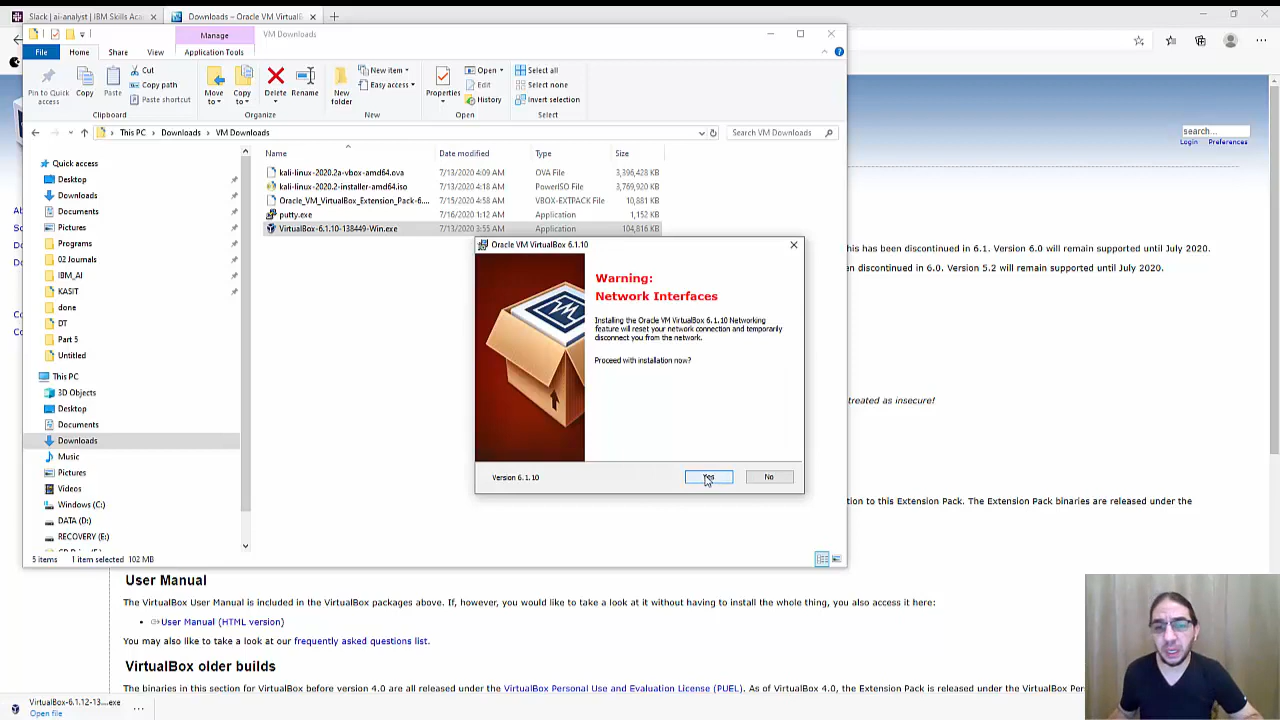 Slack | ai-analyst | IBM Skills Aca
Downloads – Oracle VM VirtualB
Manage
VM Downloads
File
Home
Share
View
Application Tools
Pin to Quick access
Copy
Paste
Cut
Copy path
Paste shortcut
Clipboard
Move to
Copy to
Delete
Rename
Organize
New folder
New item
Easy access
New
Properties
Open
Edit
History
Open
Select all
Select none
Invert selection
Select
This PC
Downloads
VM Downloads
Search VM Downloads
Name
Date modified
Type
Size
kali-linux-2020.2a-vbox-amd64.ova
7/13/2020 4:09 AM
OVA File
3,396,428 KB
kali-linux-2020.2-installer-amd64.iso
7/13/2020 4:18 AM
PowerISO File
3,769,920 KB
Oracle_VM_VirtualBox_Extension_Pack-6....
7/15/2020 4:58 AM
VBOX-EXTPACK File
10,881 KB
putty.exe
7/16/2020 1:12 AM
Application
1,152 KB
VirtualBox-6.1.10-138449-Win.exe
7/13/2020 3:55 AM
Application
104,816 KB
Quick access
Desktop
Downloads
Documents
Pictures
Programs
02 Journals
IBM_AI
KASIT
done
DT
Part 5
Untitled
This PC
3D Objects
Desktop
Documents
Downloads
Music
Pictures
Videos
Windows (C:)
DATA (D:)
RECOVERY (E:)
5 items
1 item selected 102 MB
Oracle VM VirtualBox 6.1.10
Warning:
Network Interfaces
Installing the Oracle VM VirtualBox 6.1.10 Networking
feature will reset your network connection and temporarily
disconnect you from the network.
Proceed with installation now?
Version 6.1.10
Yes
No
search...
Login
Preferences
his has been discontinued in 6.1. Version 6.0 will remain supported until July 2020.
en discontinued in 6.0. Version 5.2 will remain supported until July 2020.
treated as insecure!
tion to this Extension Pack. The Extension Pack binaries are released under the
User Manual
The VirtualBox User Manual is included in the VirtualBox packages above. If, however, you would like to take a look at it without having to install the whole thing, you also access it here:
• User Manual (HTML version)
You may also like to take a look at our frequently asked questions list.
VirtualBox older builds
The binaries in this section for VirtualBox before version 4.0 are all released under the VirtualBox Personal Use and Evaluation License (PUEL). As of VirtualBox 4.0, the Extension Pack is released under the VirtualBox Per
VirtualBox-6.1.12-13....exe
Open file